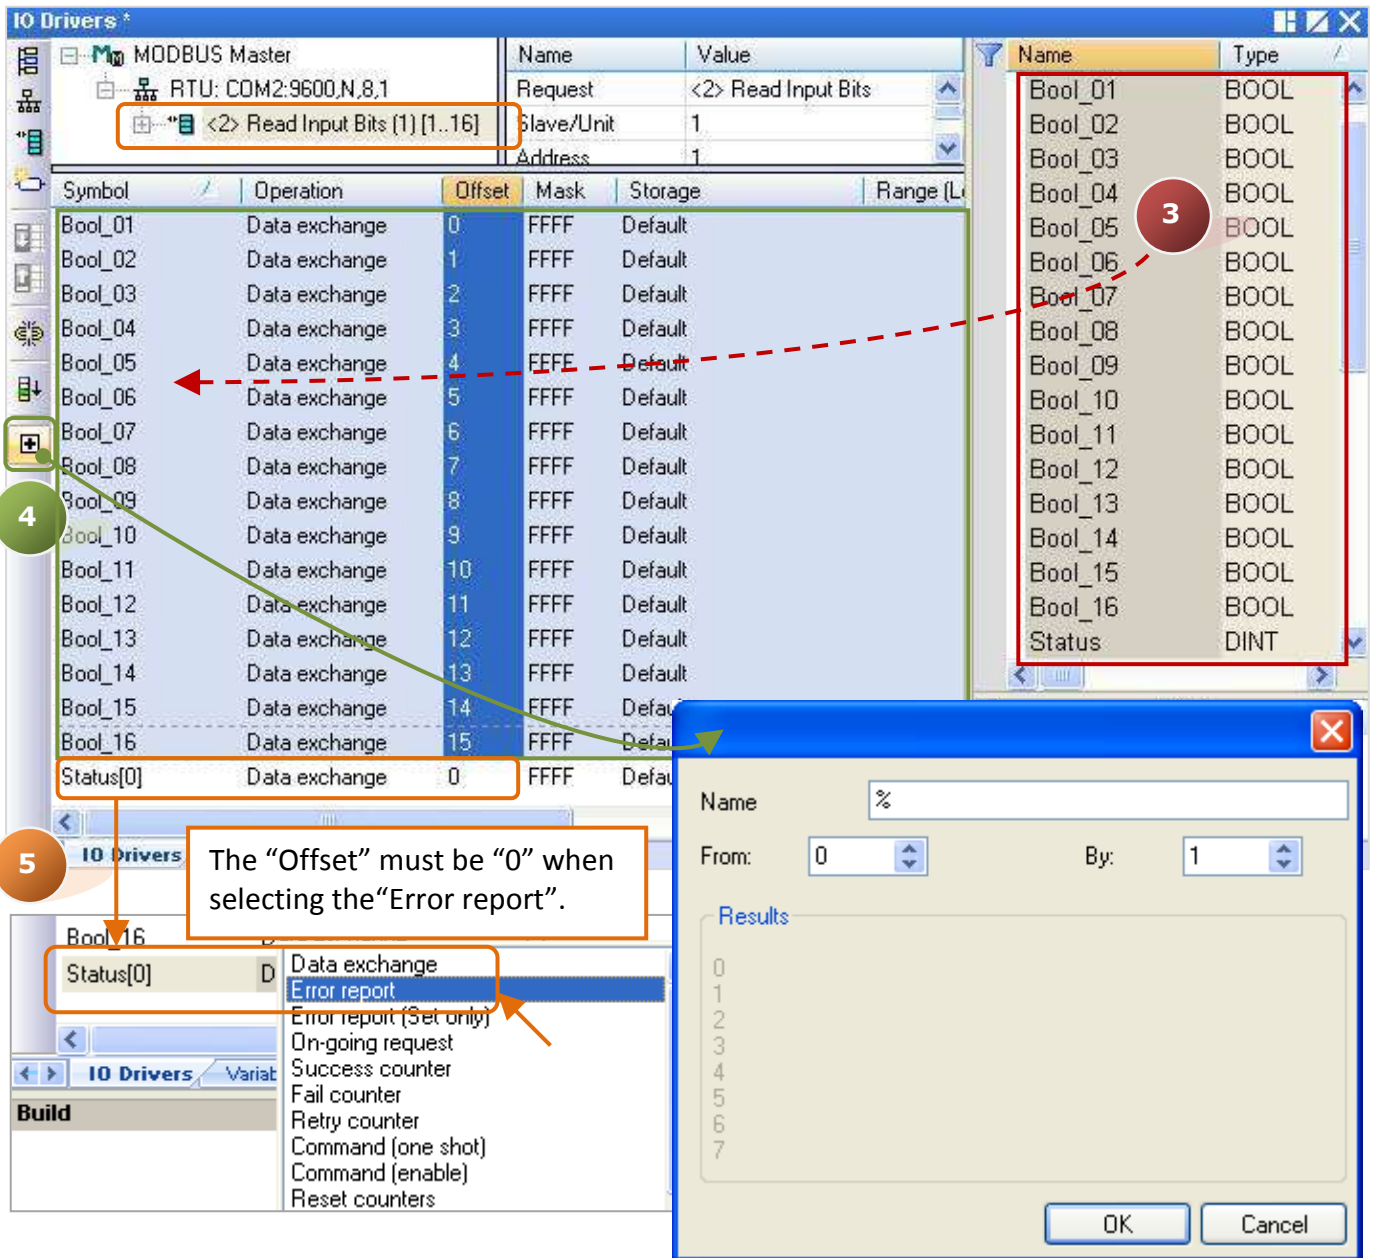 IO Drivers *
MODBUS Master
RTU: COM2:9600,N,8,1
<2> Read Input Bits (1) [1..16]
Name Value
Request <2> Read Input Bits
Slave/Unit 1
Address 1
Name Type
Bool_01 BOOL
Bool_02 BOOL
Bool_03 BOOL
Bool_04 BOOL
Bool_05 BOOL
Bool_06 BOOL
Bool_07 BOOL
Bool_08 BOOL
Bool_09 BOOL
Bool_10 BOOL
Bool_11 BOOL
Bool_12 BOOL
Bool_13 BOOL
Bool_14 BOOL
Bool_15 BOOL
Bool_16 BOOL
Status DINT
3
Symbol Operation Offset Mask Storage Range (Lo
Bool_01 Data exchange 0 FFFF Default
Bool_02 Data exchange 1 FFFF Default
Bool_03 Data exchange 2 FFFF Default
Bool_04 Data exchange 3 FFFF Default
Bool_05 Data exchange 4 FFFF Default
Bool_06 Data exchange 5 FFFF Default
Bool_07 Data exchange 6 FFFF Default
Bool_08 Data exchange 7 FFFF Default
Bool_09 Data exchange 8 FFFF Default
Bool_10 Data exchange 9 FFFF Default
Bool_11 Data exchange 10 FFFF Default
Bool_12 Data exchange 11 FFFF Default
Bool_13 Data exchange 12 FFFF Default
Bool_14 Data exchange 13 FFFF Default
Bool_15 Data exchange 14 FFFF Defau
Bool_16 Data exchange 15 FFFF Defau
Status[0] Data exchange 0 FFFF Defau
4
5
IO Drivers
The “Offset” must be “0” when
selecting the“Error report”.
Bool_16
Status[0] D
Data exchange
Error report
Error report (Set only)
On-going request
Success counter
Fail counter
Retry counter
Command (one shot)
Command (enable)
Reset counters
IO Drivers Variab
Build
Name %
From: 0 By: 1
Results
0
1
2
3
4
5
6
7
OK Cancel